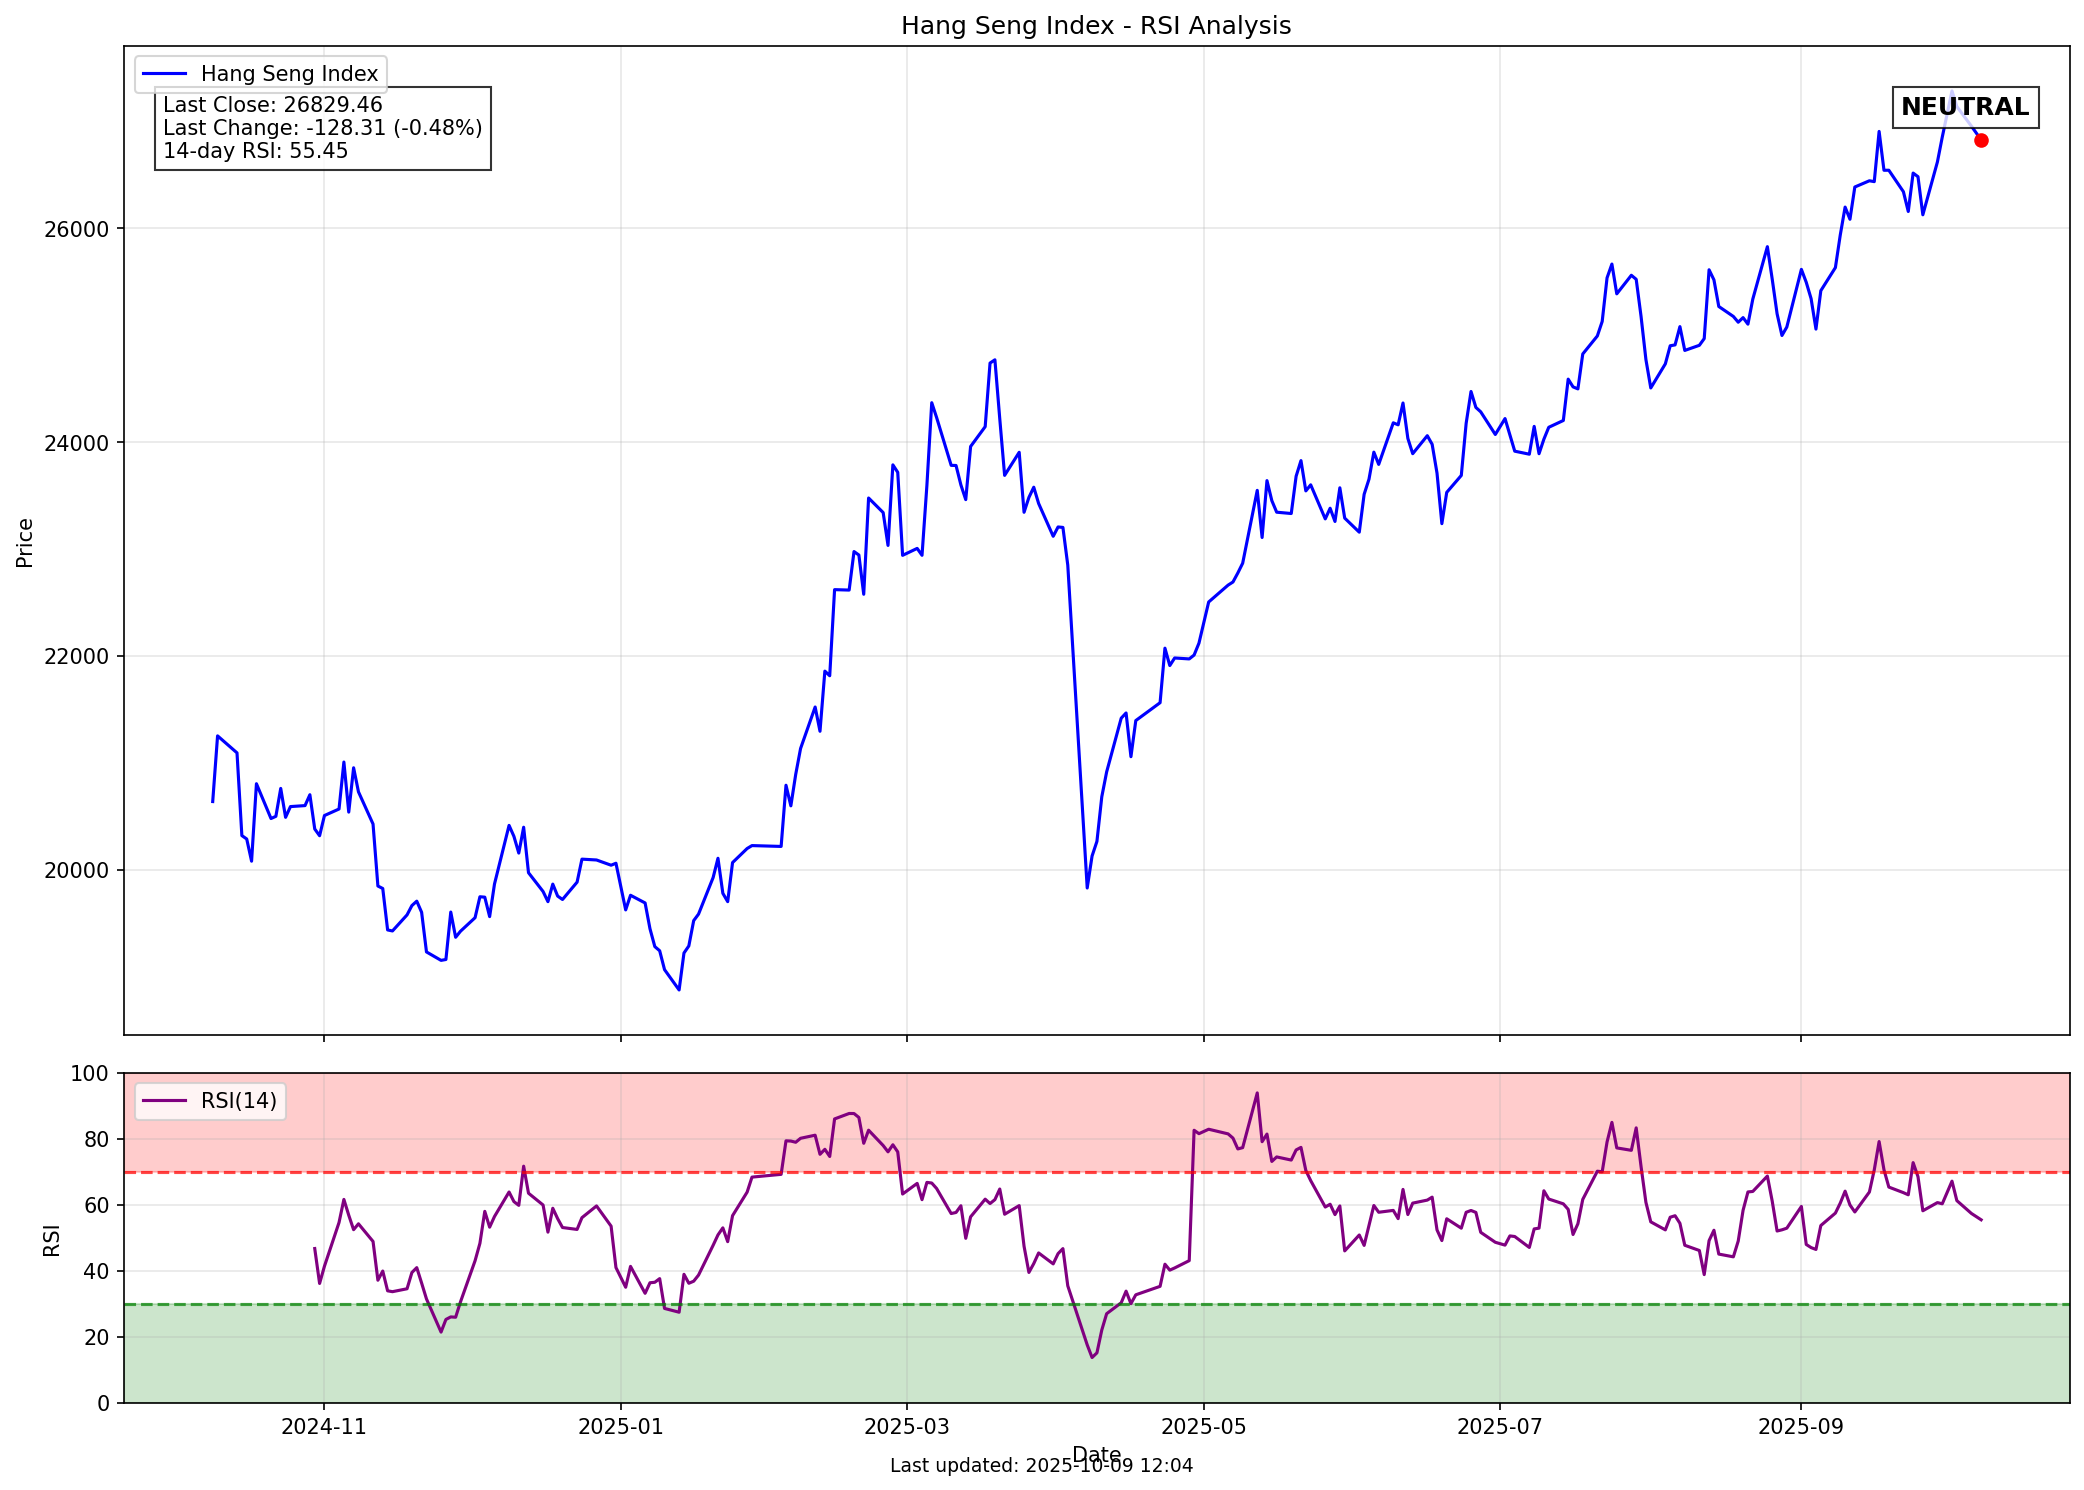 Hang Seng Index - RSI Analysis
Hang Seng Index
Last Close: 26829.46
Last Change: -128.31 (-0.48%)
14-day RSI: 55.45
NEUTRAL
Price
26000
24000
22000
20000
RSI(14)
RSI
100
80
60
40
20
0
2024-11
2025-01
2025-03
2025-05
2025-07
2025-09
Date
Last updated: 2025-10-09 12:04